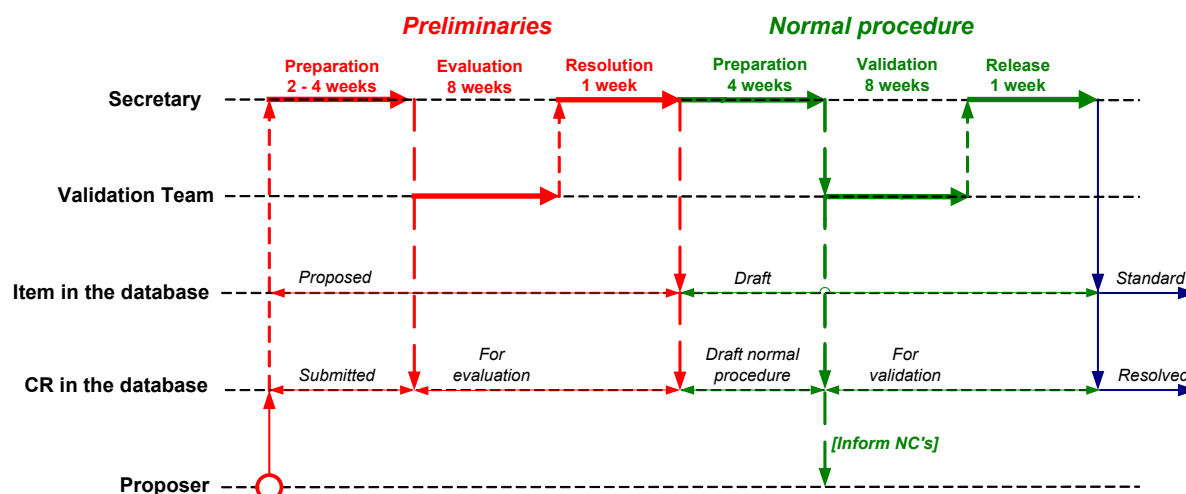 Preliminaries
Normal procedure
Preparation
2 - 4 weeks
Evaluation
8 weeks
Resolution
1 week
Preparation
4 weeks
Validation
8 weeks
Release
1 week
Secretary
Validation Team
Item in the database
Proposed
Draft
Standard
CR in the database
Submitted
For
evaluation
Draft normal
procedure
For
validation
Resolved
[Inform NC's]
Proposer